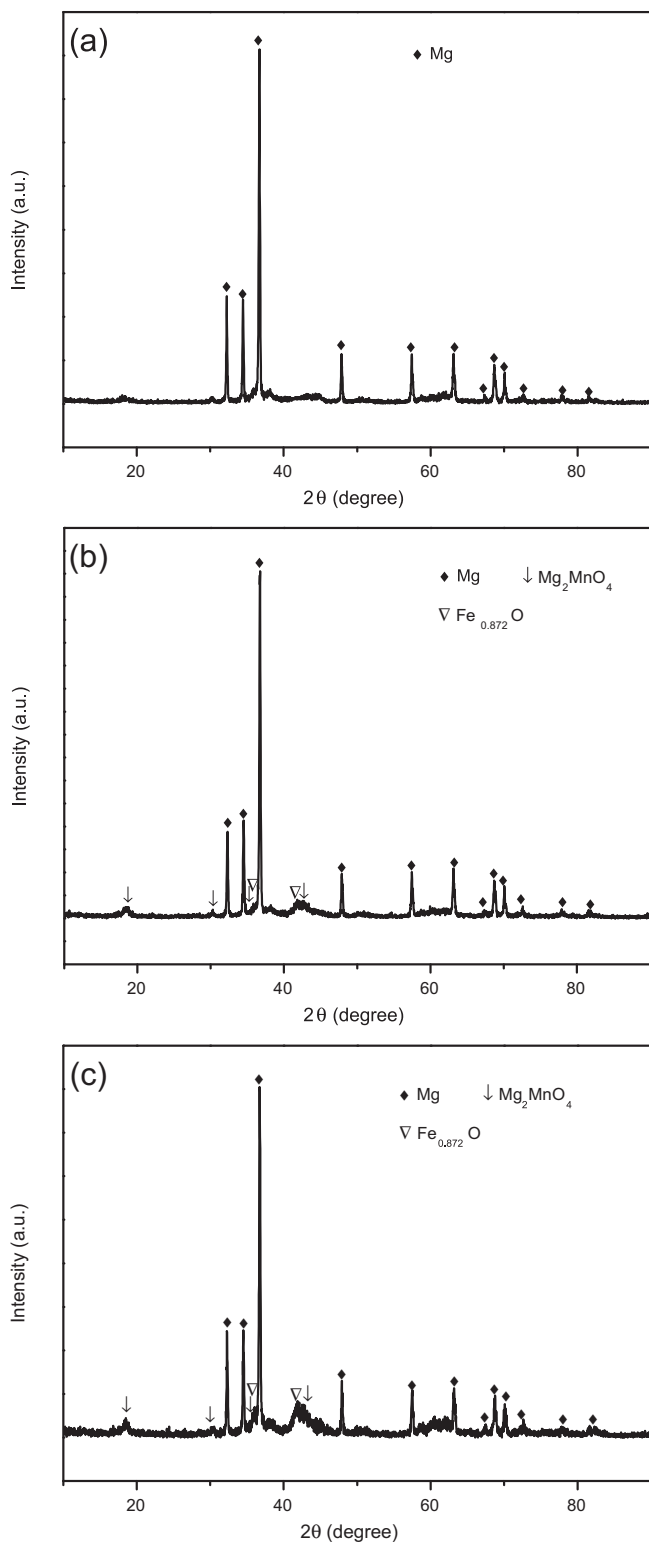 (a)
♦ Mg
Intensity (a.u.)
20 40 60 80
2θ (degree)
(b)
♦ Mg ↓ Mg₂MnO₄
∇ Fe₀.₈₇₂O
Intensity (a.u.)
20 40 60 80
2θ (degree)
(c)
♦ Mg ↓ Mg₂MnO₄
∇ Fe₀.₈₇₂O
Intensity (a.u.)
20 40 60 80
2θ (degree)